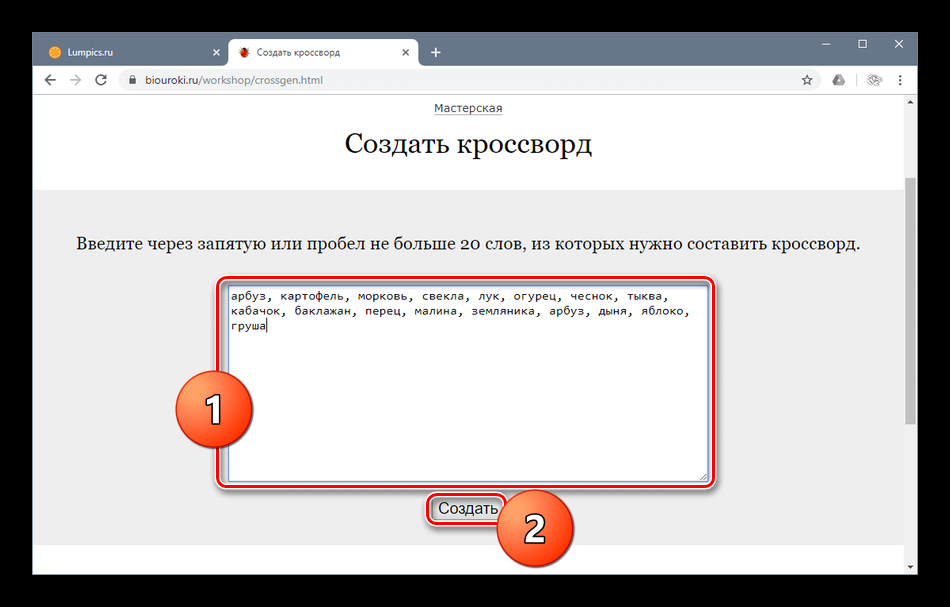 Lumpics.ru
Создать кроссворд
biouroki.ru/workshop/crossgen.html
Мастерская
Создать кроссворд
Введите через запятую или пробел не больше 20 слов, из которых нужно составить кроссворд.
арбуз, картофель, морковь, свекла, лук, огурец, чеснок, тыква,
кабачок, баклажан, перец, малина, земляника, арбуз, дыня, яблоко,
груша
1
Создать
2